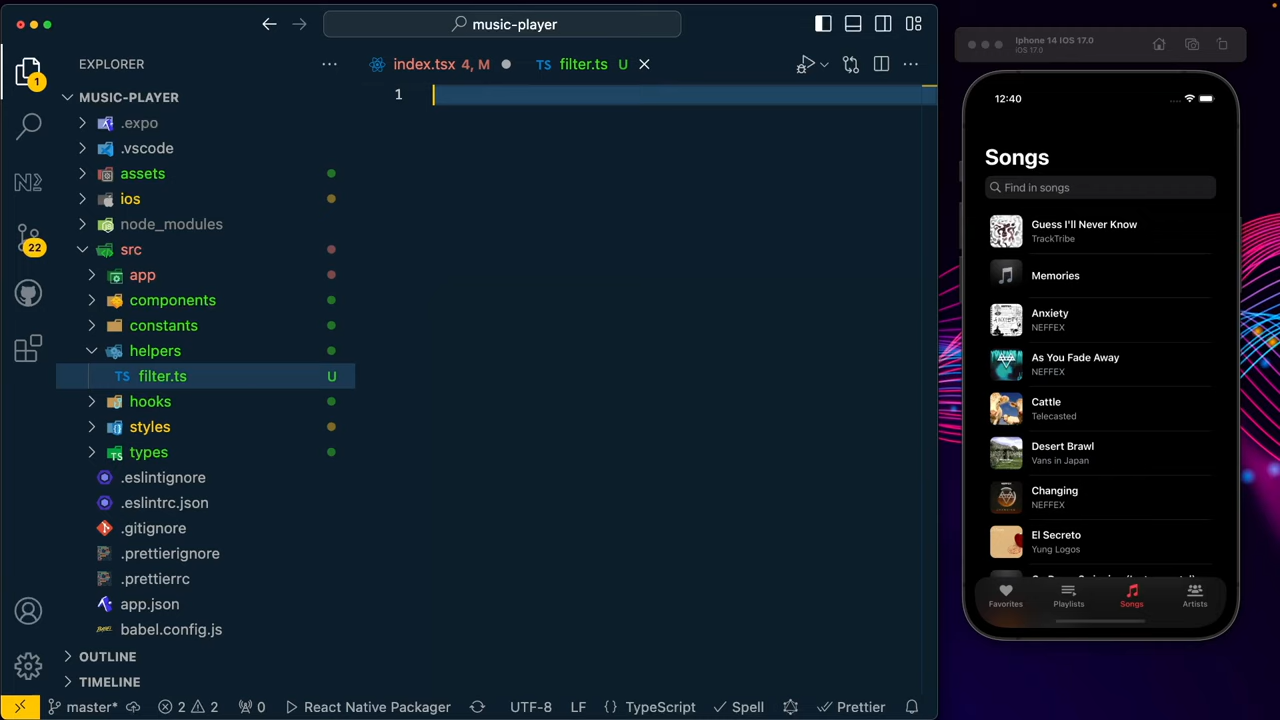 music-player
EXPLORER
index.tsx 4, M
TS filter.ts U
1
MUSIC-PLAYER
.expo
.vscode
assets
ios
node_modules
src
app
components
constants
helpers
TS filter.ts U
hooks
styles
types
.eslintignore
.eslintrc.json
.gitignore
.prettierignore
.prettierrc
app.json
babel.config.js
OUTLINE
TIMELINE
1
22
master*
2
2
0
React Native Packager
UTF-8
LF
{ } TypeScript
Spell
Prettier
Iphone 14 IOS 17.0
iOS 17.0
12:40
Songs
Find in songs
Guess I'll Never Know
TrackTribe
Memories
Anxiety
NEFFEX
As You Fade Away
NEFFEX
Cattle
Telecasted
Desert Brawl
Vans in Japan
Changing
NEFFEX
El Secreto
Yung Logos
Favorites
Playlists
Songs
Artists